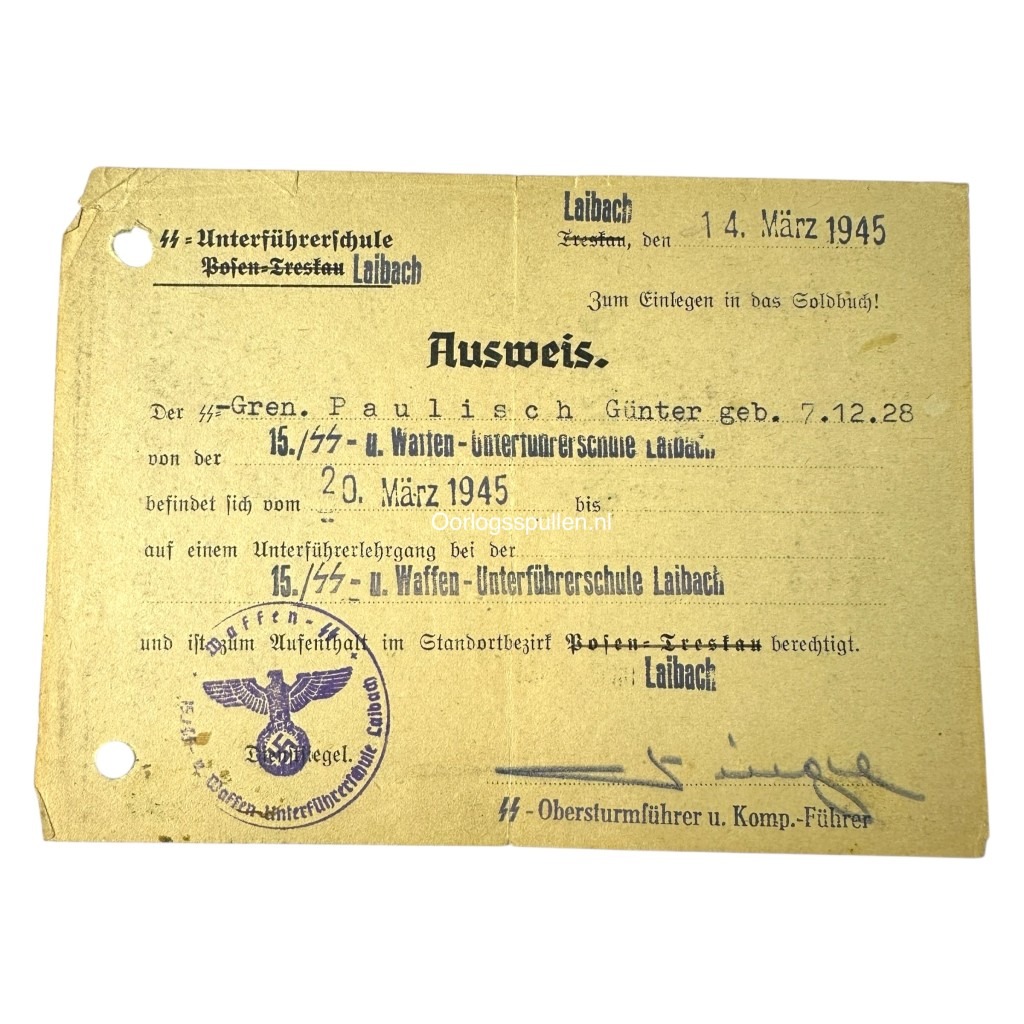 Laibach
Treskau, den 14. März 1945
SS=Unterführerschule
Posen=Treskau Laibach
Zum Einlegen in das Soldbuch!
Ausweis.
Der SS=-Gren. Paulisch Günter geb. 7.12.28
von der 15./SS- u. Waffen-Unterführerschule Laibach
befindet sich vom 20. März 1945 bis
Oorlogsspullen.nl
auf einem Unterführerlehrgang bei der
15./SS- u. Waffen-Unterführerschule Laibach
und ist zum Aufenthalt im Standortbezirk Posen=Treskau berechtigt.
Laibach
Waffen-SS
15./SS- u. Waffen-Unterführerschule Laibach
Dienstsiegel.
SS-Obersturmführer u. Komp.-Führer